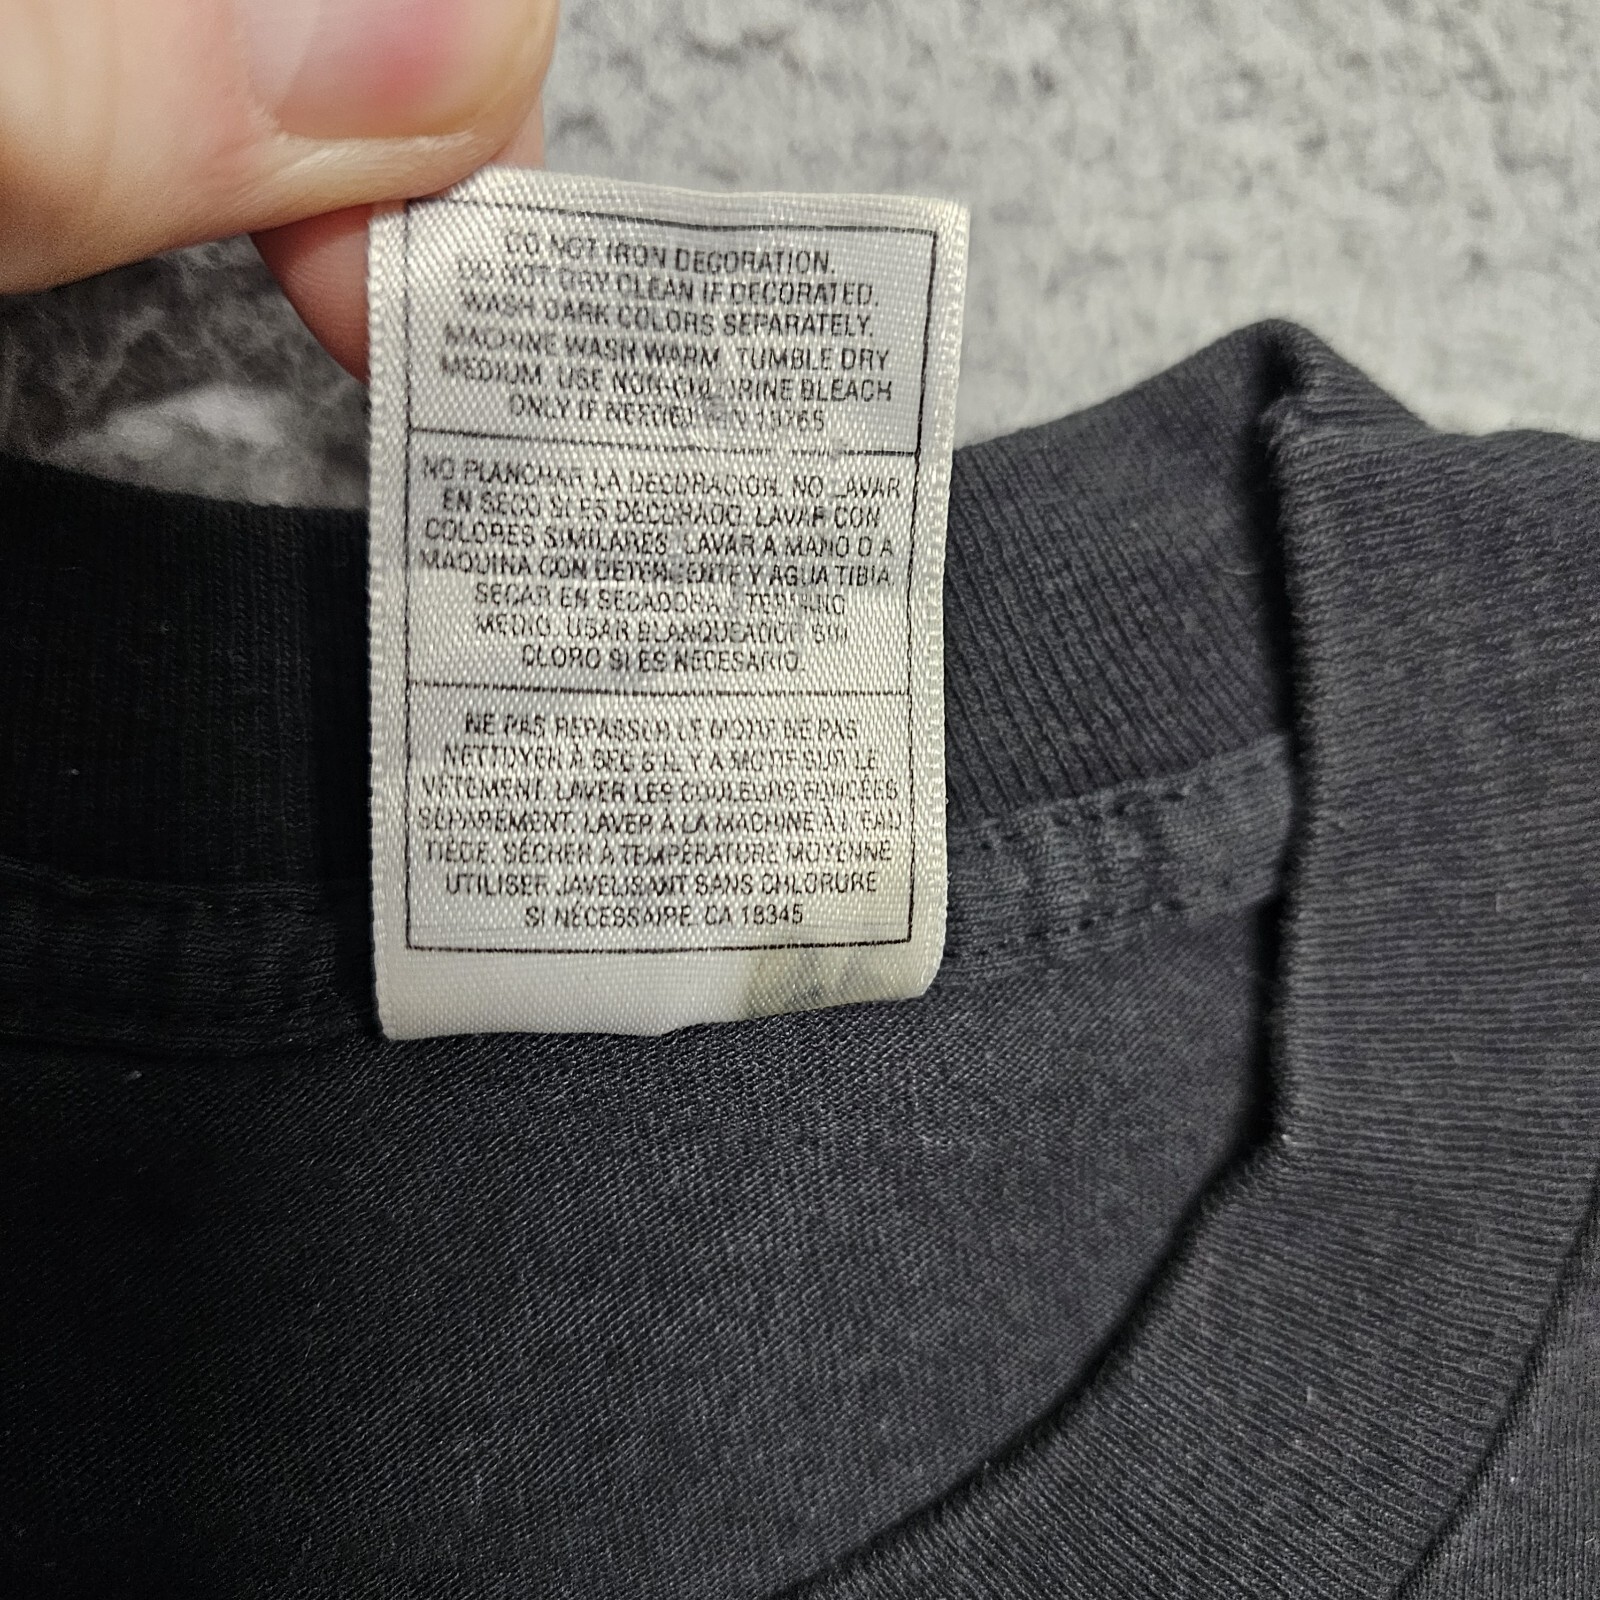 DO NOT IRON DECORATION.
DO NOT DRY CLEAN IF DECORATED.
WASH DARK COLORS SEPARATELY.
MACHINE WASH WARM. TUMBLE DRY
MEDIUM. USE NON-CHLORINE BLEACH
ONLY IF NEEDED.
NO PLANCHAR LA DECORACION. NO LAVAR
EN SECO SI ES DECORADO. LAVAR CON
COLORES SIMILARES. LAVAR A MANO O A
MAQUINA CON DETERGENTE Y AGUA TIBIA.
SECAR EN SECADORA A TERMINO
MEDIO. USAR BLANQUEADOR SIN
CLORO SI ES NECESARIO.
NE PAS REPASSER LE MOTIF NE PAS
NETTOYER À SEC S'IL Y A MOTIF SUR LE
VÊTEMENT. LAVER LES COULEURS FONCÉES
SÉPARÉMENT. LAVER À LA MACHINE À L'EAU
TIÈDE. SÉCHER À TEMPÉRATURE MOYENNE
UTILISER JAVELISANT SANS CHLORURE
SI NÉCESSAIRE. CA 18345